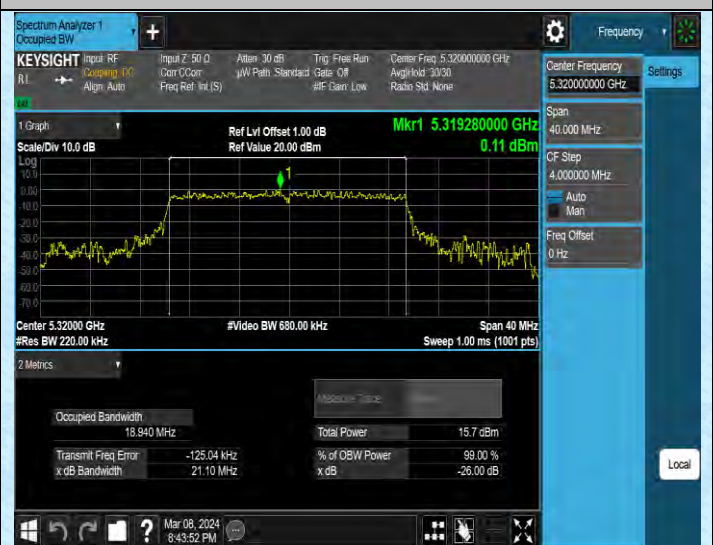 Spectrum Analyzer 1
Occupied BW
+
Frequency
KEYSIGHT Input: RF Input Z: 50 Ω Atten: 30 dB Trig: Free Run Center Freq: 5.320000000 GHz
RL Coupling: DC Corr CCorr µW Path: Standard Gate: Off Avg|Hold: 30/30
Align: Auto Freq Ref: Int (S) #IF Gain: Low Radio Std: None
1 Graph
Ref Lvl Offset 1.00 dB
Mkr1 5.319280000 GHz
Scale/Div 10.0 dB
Ref Value 20.00 dBm
0.11 dBm
Log
10.0
0.00
-10.0
-20.0
-30.0
-40.0
-50.0
-60.0
-70.0
1
Center 5.32000 GHz
#Video BW 680.00 kHz
Span 40 MHz
#Res BW 220.00 kHz
Sweep 1.00 ms (1001 pts)
Center Frequency
5.320000000 GHz
Settings
Span
40.000 MHz
CF Step
4.000000 MHz
Auto
Man
Freq Offset
0 Hz
2 Metrics
Measure Trace
Occupied Bandwidth
18.940 MHz
Total Power 15.7 dBm
Transmit Freq Error -125.04 kHz
% of OBW Power 99.00 %
x dB Bandwidth 21.10 MHz
x dB -26.00 dB
Local
?
Mar 08, 2024
8:43:52 PM